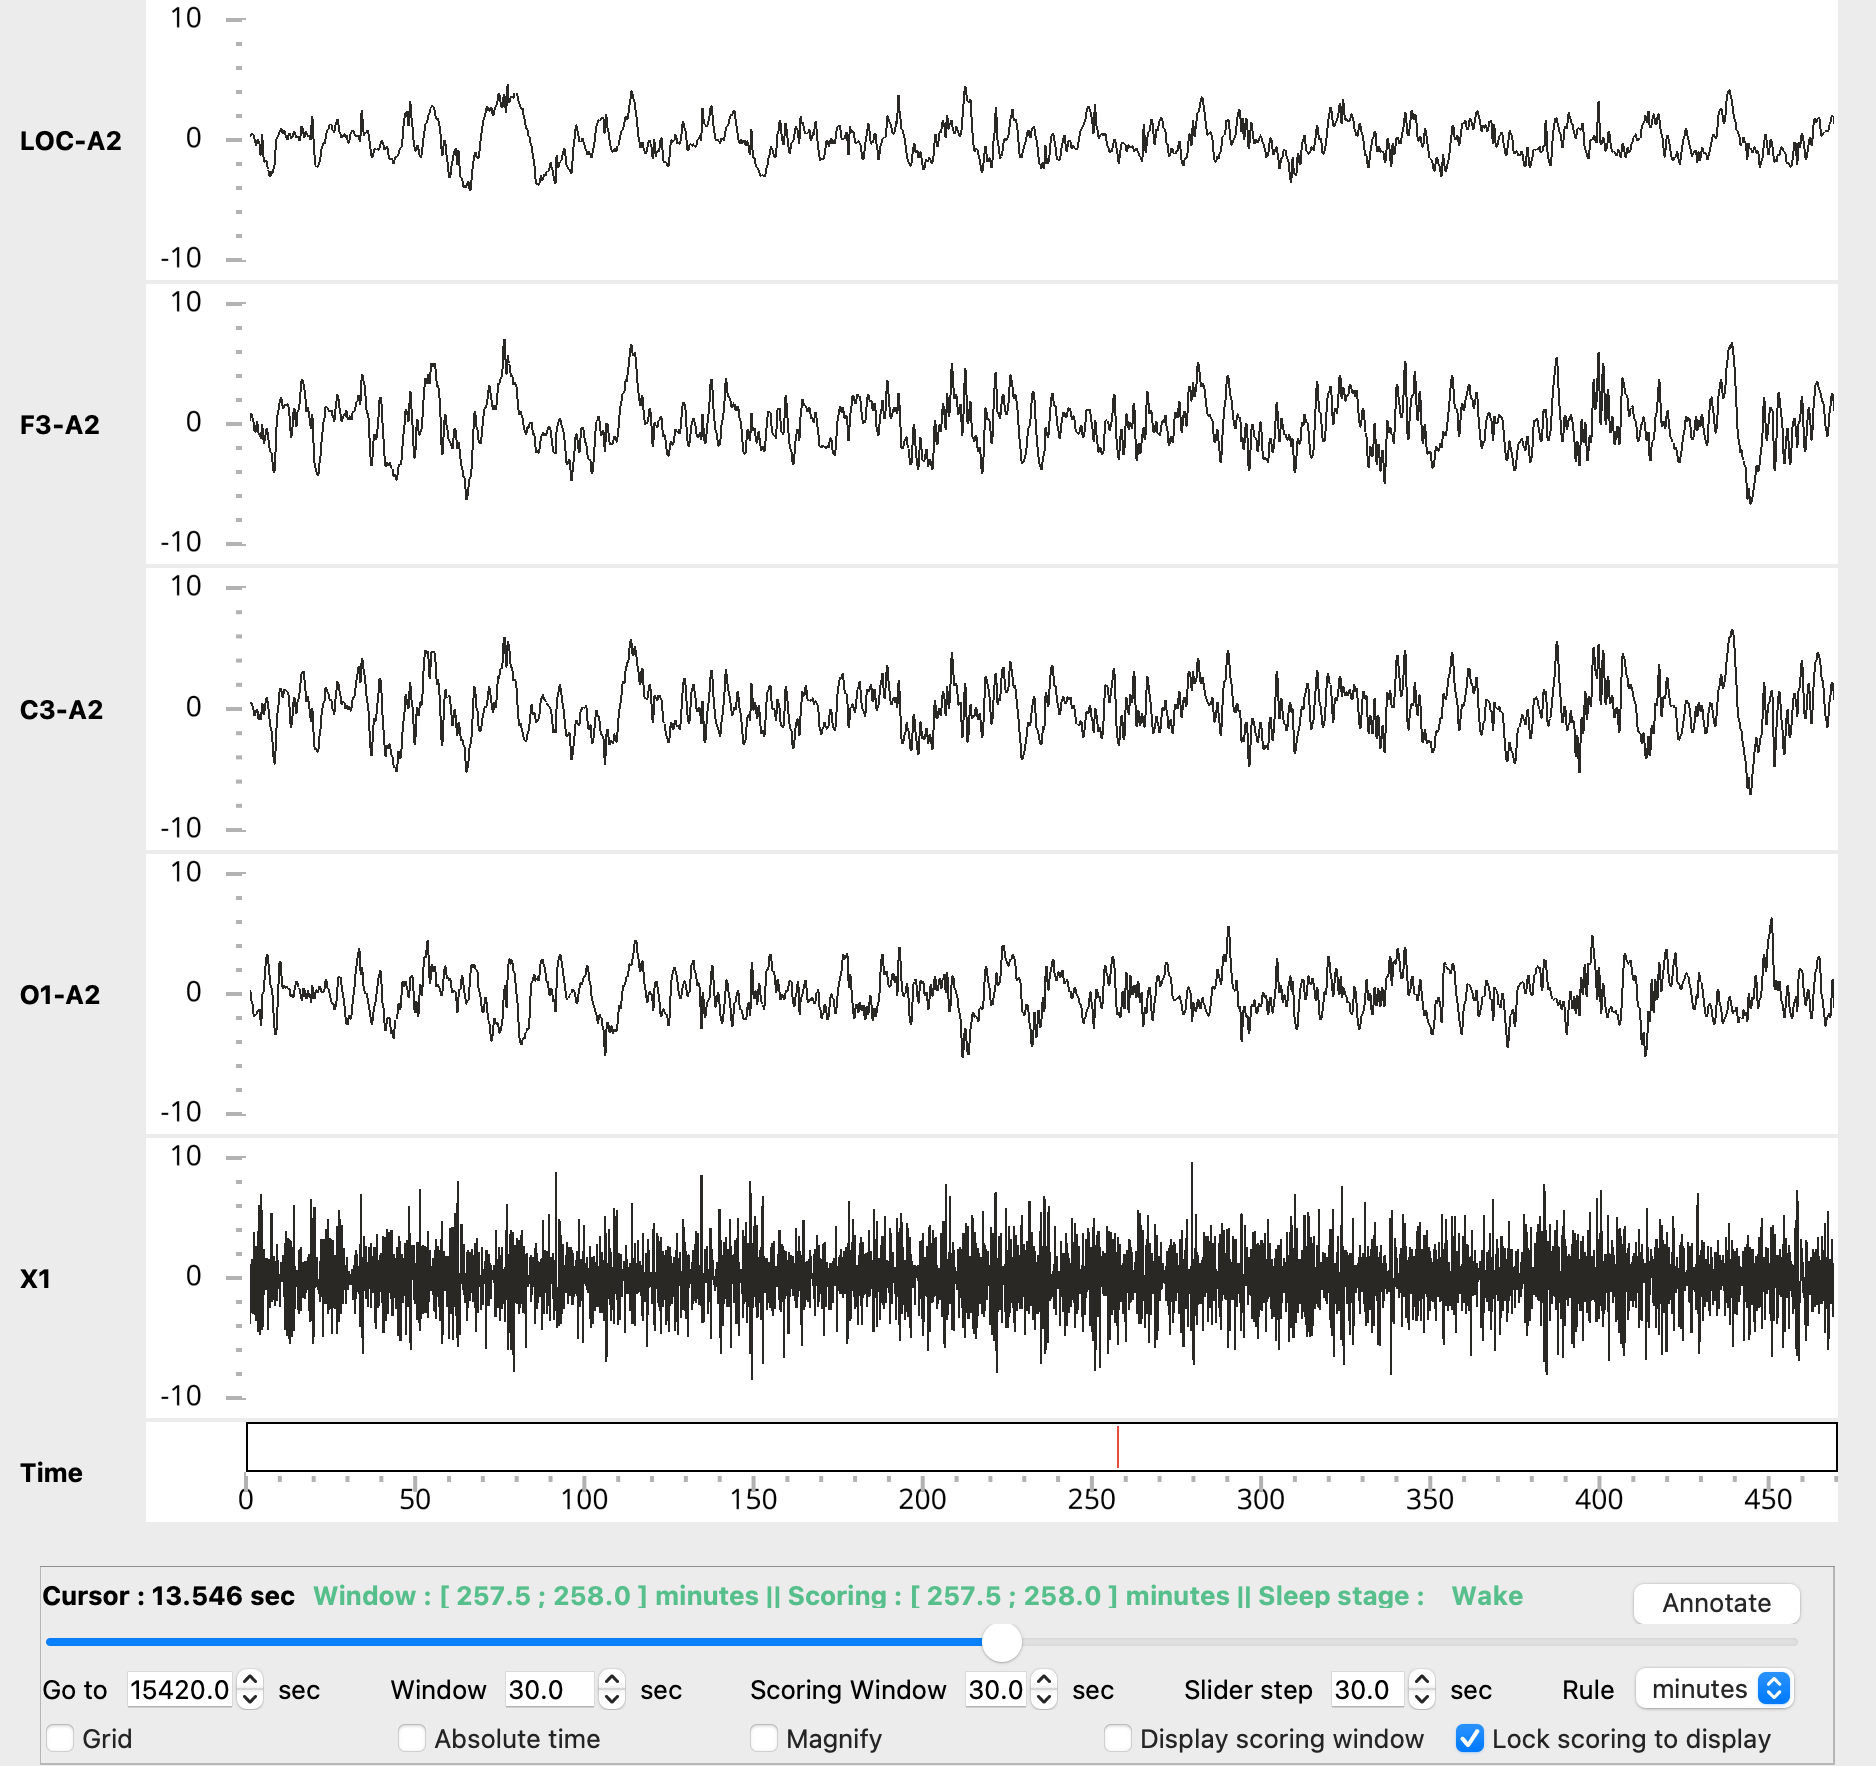 10
LOC-A2
0
-10
10
F3-A2
0
-10
10
C3-A2
0
-10
10
O1-A2
0
-10
10
X1
0
-10
Time
0 50 100 150 200 250 300 350 400 450
Cursor : 13.546 sec Window : [ 257.5 ; 258.0 ] minutes || Scoring : [ 257.5 ; 258.0 ] minutes || Sleep stage : Wake Annotate
Go to 15420.0 sec Window 30.0 sec Scoring Window 30.0 sec Slider step 30.0 sec Rule minutes
Grid Absolute time Magnify Display scoring window Lock scoring to display